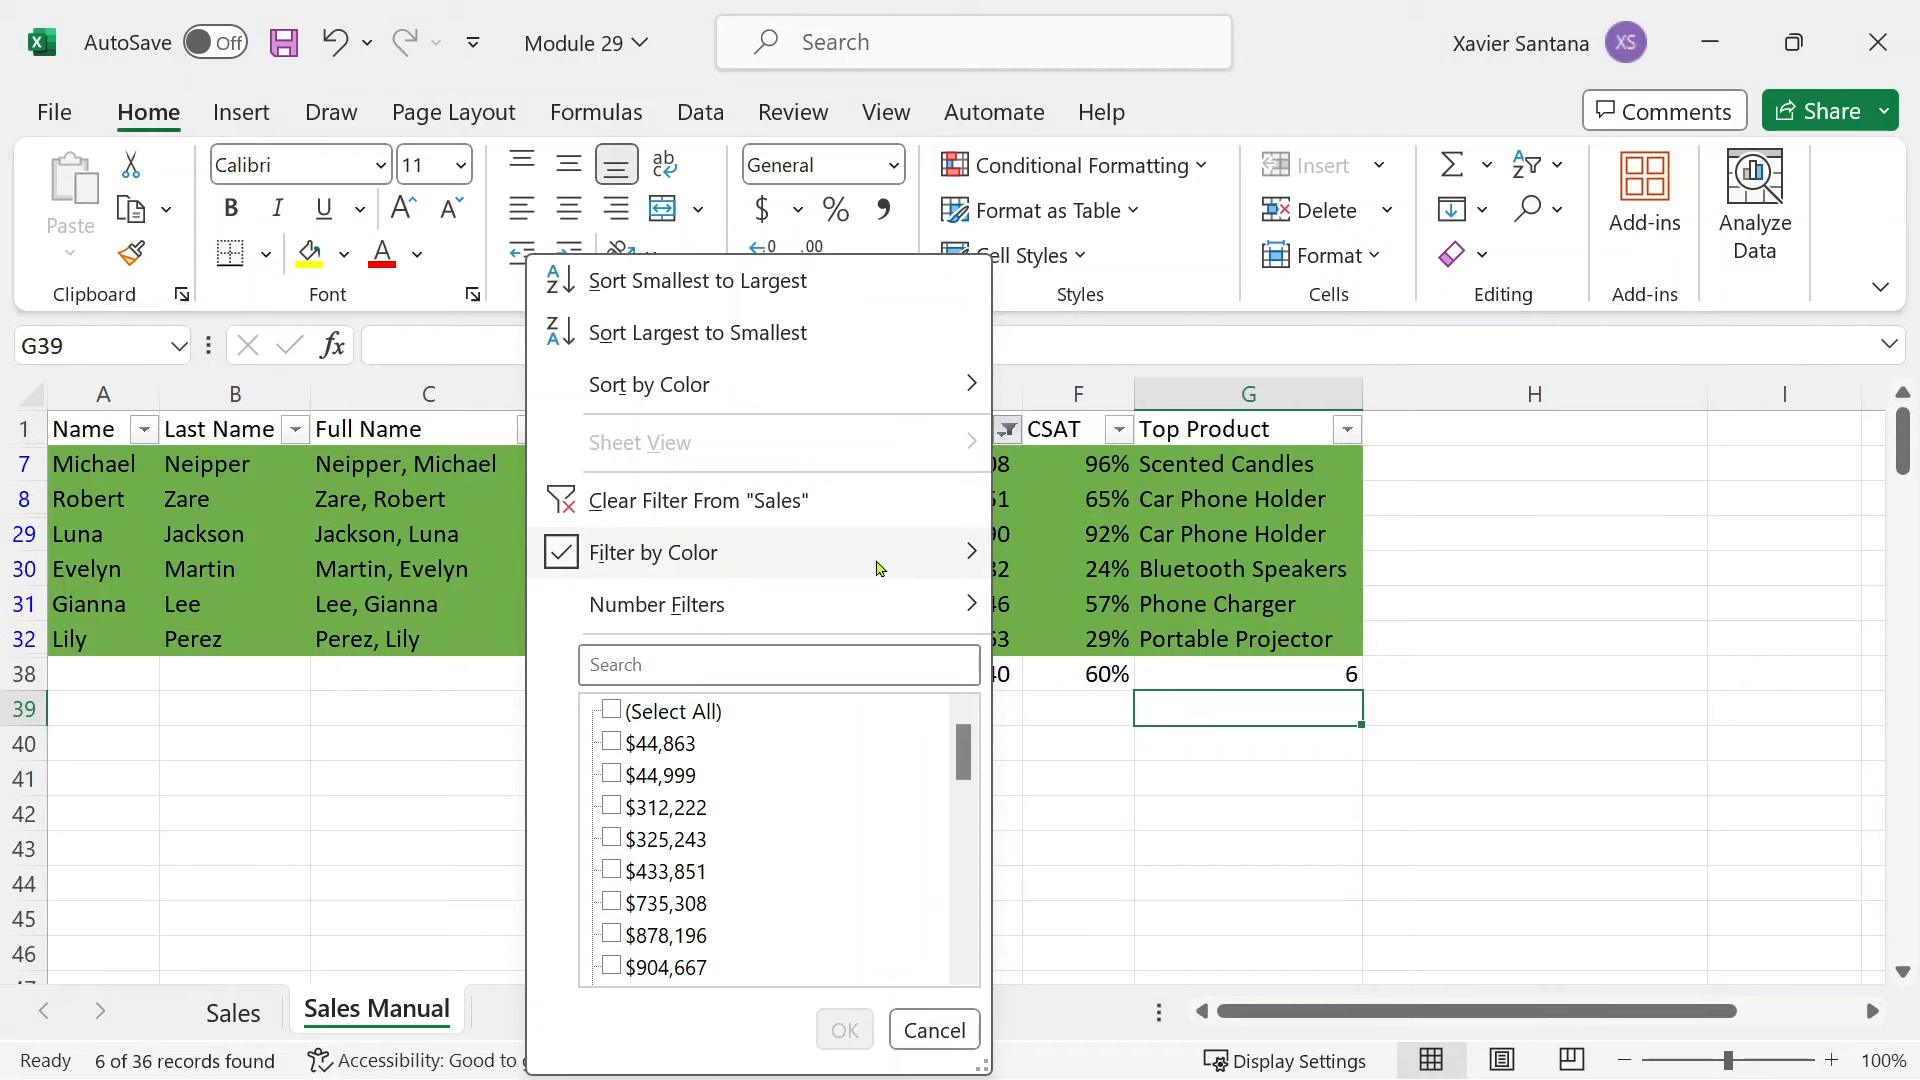 AutoSave Off Module 29 Search Xavier Santana XS
File Home Insert Draw Page Layout Formulas Data Review View Automate Help Comments Share
Paste
Clipboard
Calibri 11
B I U
Font
ab
General
$ % ,
Conditional Formatting
Format as Table
Cell Styles
Styles
Insert
Delete
Format
Cells
Editing
Add-ins
Add-ins
Analyze
Data
G39 fx
A B C F G H I
1 Name Last Name Full Name CSAT Top Product
7 Michael Neipper Neipper, Michael 96% Scented Candles
8 Robert Zare Zare, Robert 65% Car Phone Holder
29 Luna Jackson Jackson, Luna 92% Car Phone Holder
30 Evelyn Martin Martin, Evelyn 24% Bluetooth Speakers
31 Gianna Lee Lee, Gianna 57% Phone Charger
32 Lily Perez Perez, Lily 29% Portable Projector
38 60% 6
39
40
41
42
43
44
45
46
Sort Smallest to Largest
Sort Largest to Smallest
Sort by Color
Sheet View
Clear Filter From "Sales"
Filter by Color
Number Filters
Search
(Select All)
$44,863
$44,999
$312,222
$325,243
$433,851
$735,308
$878,196
$904,667
OK Cancel
Sales Sales Manual
Ready 6 of 36 records found Accessibility: Good to Display Settings 100%